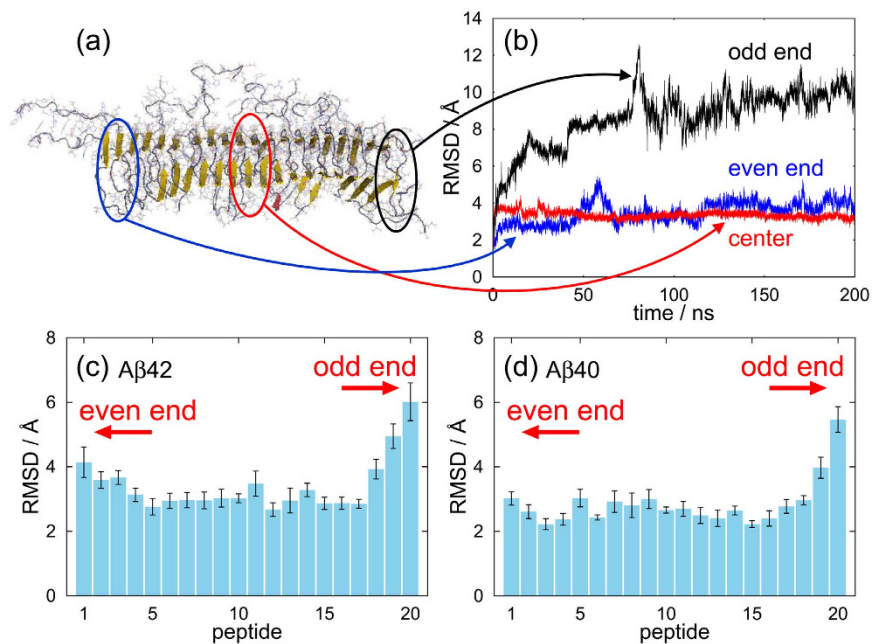 (a)
(b)
14
12
10
8
6
4
2
0
RMSD / Å
odd end
even end
center
0
50
100
150
200
time / ns
(c) Aβ42
odd end
even end
8
6
4
2
0
RMSD / Å
1
5
10
15
20
peptide
(d) Aβ40
odd end
even end
8
6
4
2
0
RMSD / Å
1
5
10
15
20
peptide